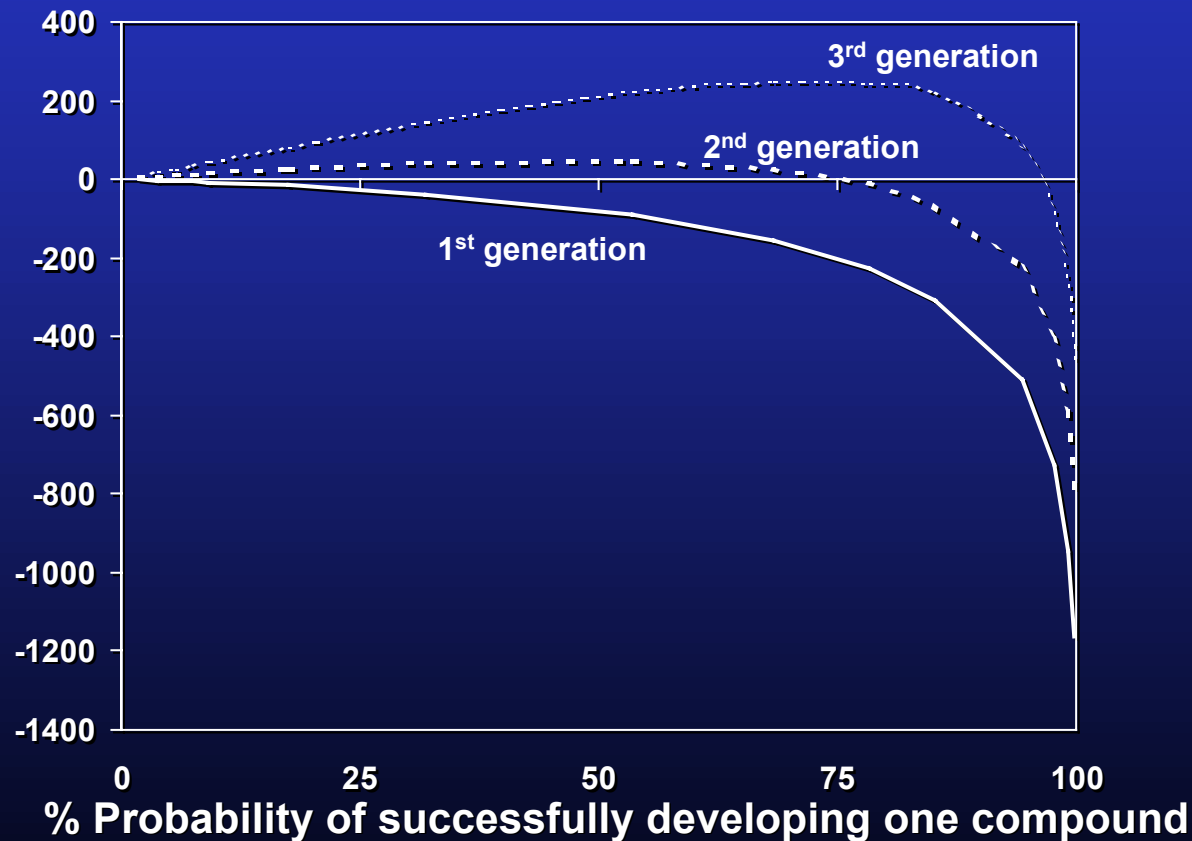 400
3rd generation
200
2nd generation
0
1st generation
-200
-400
-600
-800
-1000
-1200
-1400
0 25 50 75 100
% Probability of successfully developing one compound